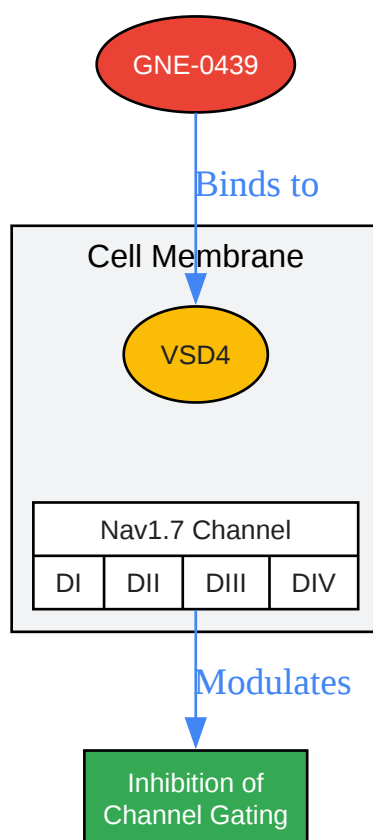 GNE-0439
Binds to
Cell Membrane
VSD4
Nav1.7 Channel
DI DII DIII DIV
Modulates
Inhibition of
Channel Gating